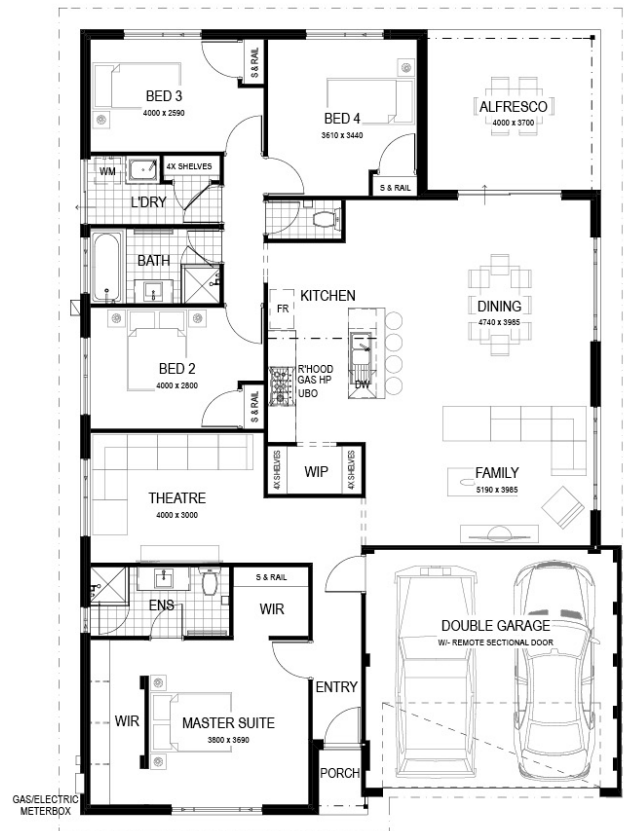 BED 3
4000 x 2590
S & RAIL
BED 4
3610 x 3440
S & RAIL
ALFRESCO
4000 x 3700
WM
4X SHELVES
L'DRY
BATH
KITCHEN
FR
DINING
4740 x 3985
R'HOOD
GAS HP
UBO
DW
BED 2
4000 x 2800
S & RAIL
4X SHELVES
WIP
4X SHELVES
FAMILY
5190 x 3985
THEATRE
4000 x 3000
S & RAIL
ENS
WIR
DOUBLE GARAGE
W/- REMOTE SECTIONAL DOOR
ENTRY
WIR
MASTER SUITE
3800 x 3690
PORCH
GAS/ELECTRIC
METERBOX